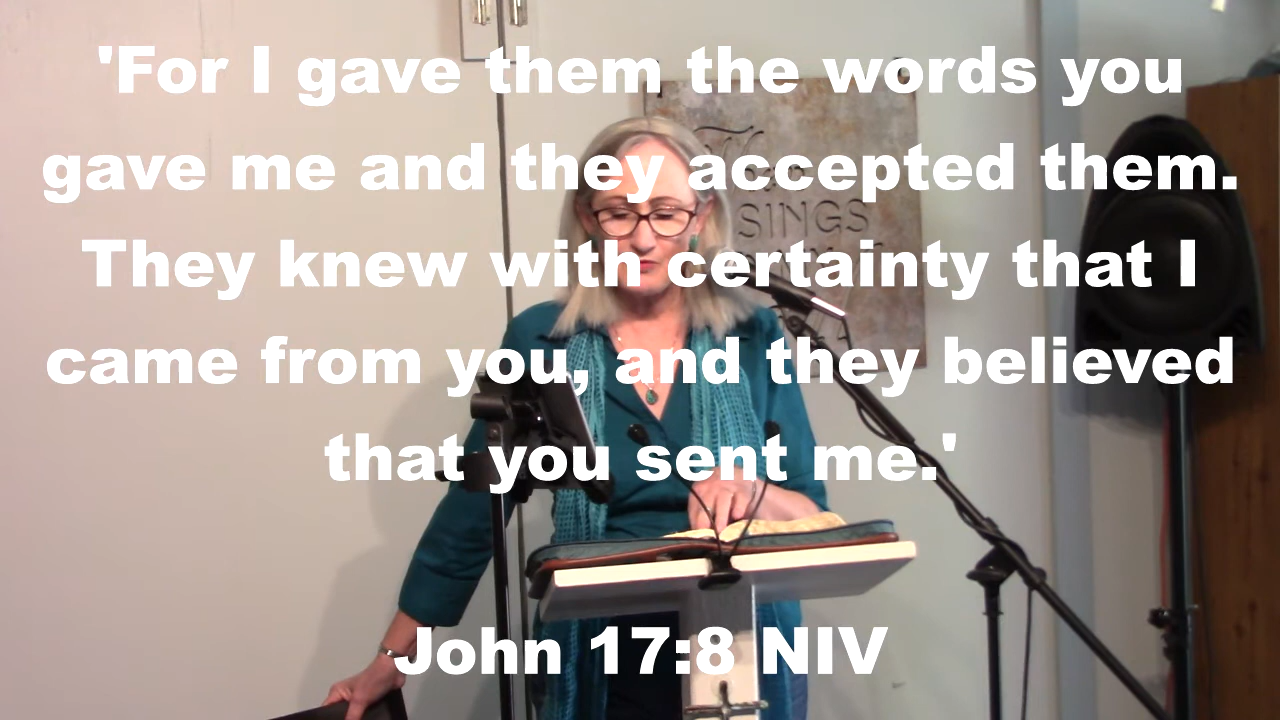 'For I gave them the words you
gave me and they accepted them.
They knew with certainty that I
came from you, and they believed
that you sent me.'
John 17:8 NIV
SINGS